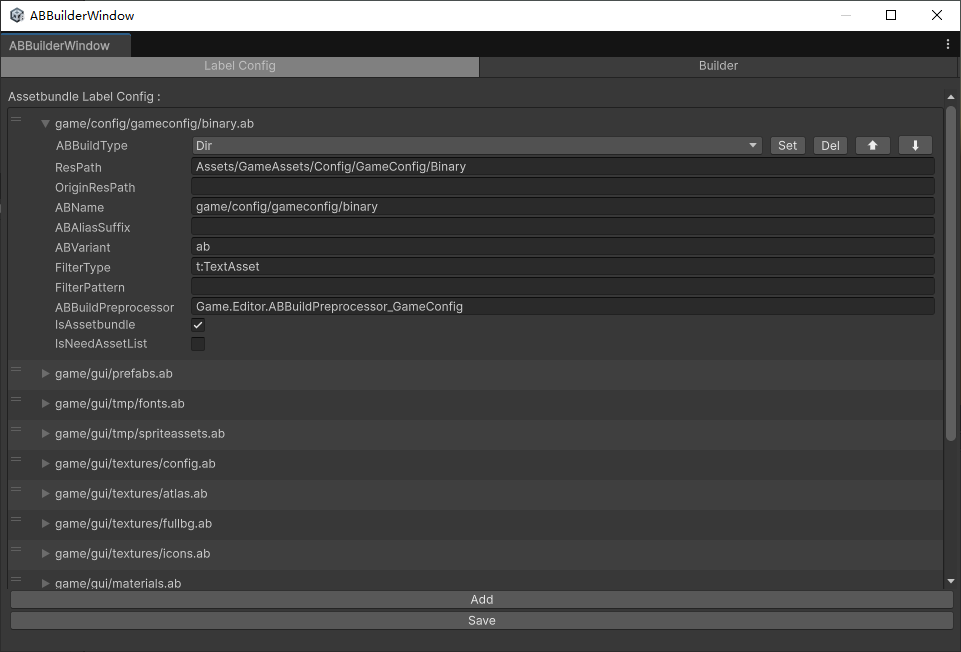 ABBuilderWindow
ABBuilderWindow
Label Config Builder
Assetbundle Label Config :
game/config/gameconfig/binary.ab
ABBuildType Dir Set Del
ResPath Assets/GameAssets/Config/GameConfig/Binary
OriginResPath
ABName game/config/gameconfig/binary
ABAliasSuffix
ABVariant ab
FilterType t:TextAsset
FilterPattern
ABBuildPreprocessor Game.Editor.ABBuildPreprocessor_GameConfig
IsAssetbundle
IsNeedAssetList
game/gui/prefabs.ab
game/gui/tmp/fonts.ab
game/gui/tmp/spriteassets.ab
game/gui/textures/config.ab
game/gui/textures/atlas.ab
game/gui/textures/fullbg.ab
game/gui/textures/icons.ab
game/gui/materials.ab
Add
Save